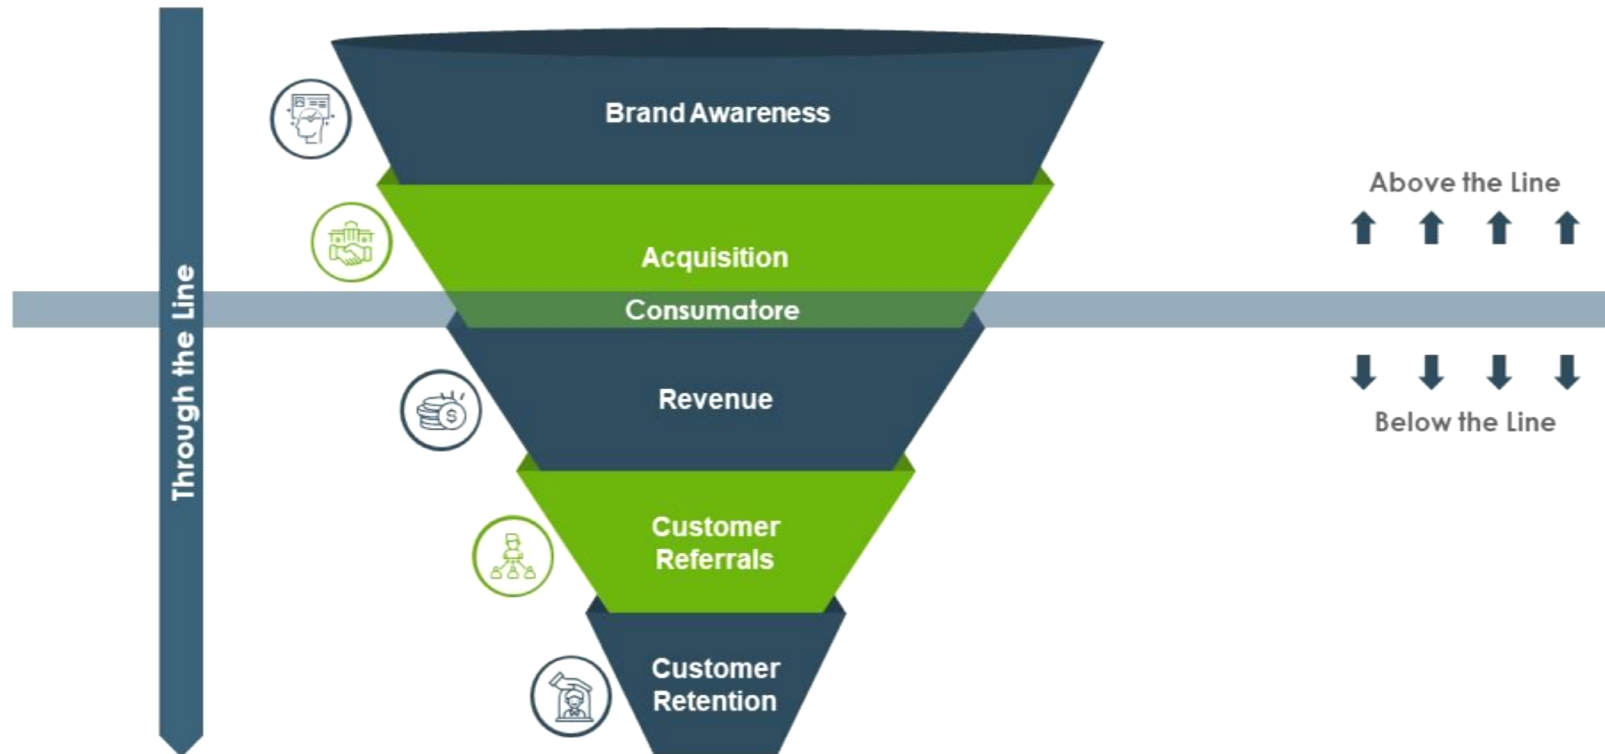 Brand Awareness
Above the Line
Acquisition
Consumatore
Through the Line
Revenue
Below the Line
Customer
Referrals
Customer
Retention